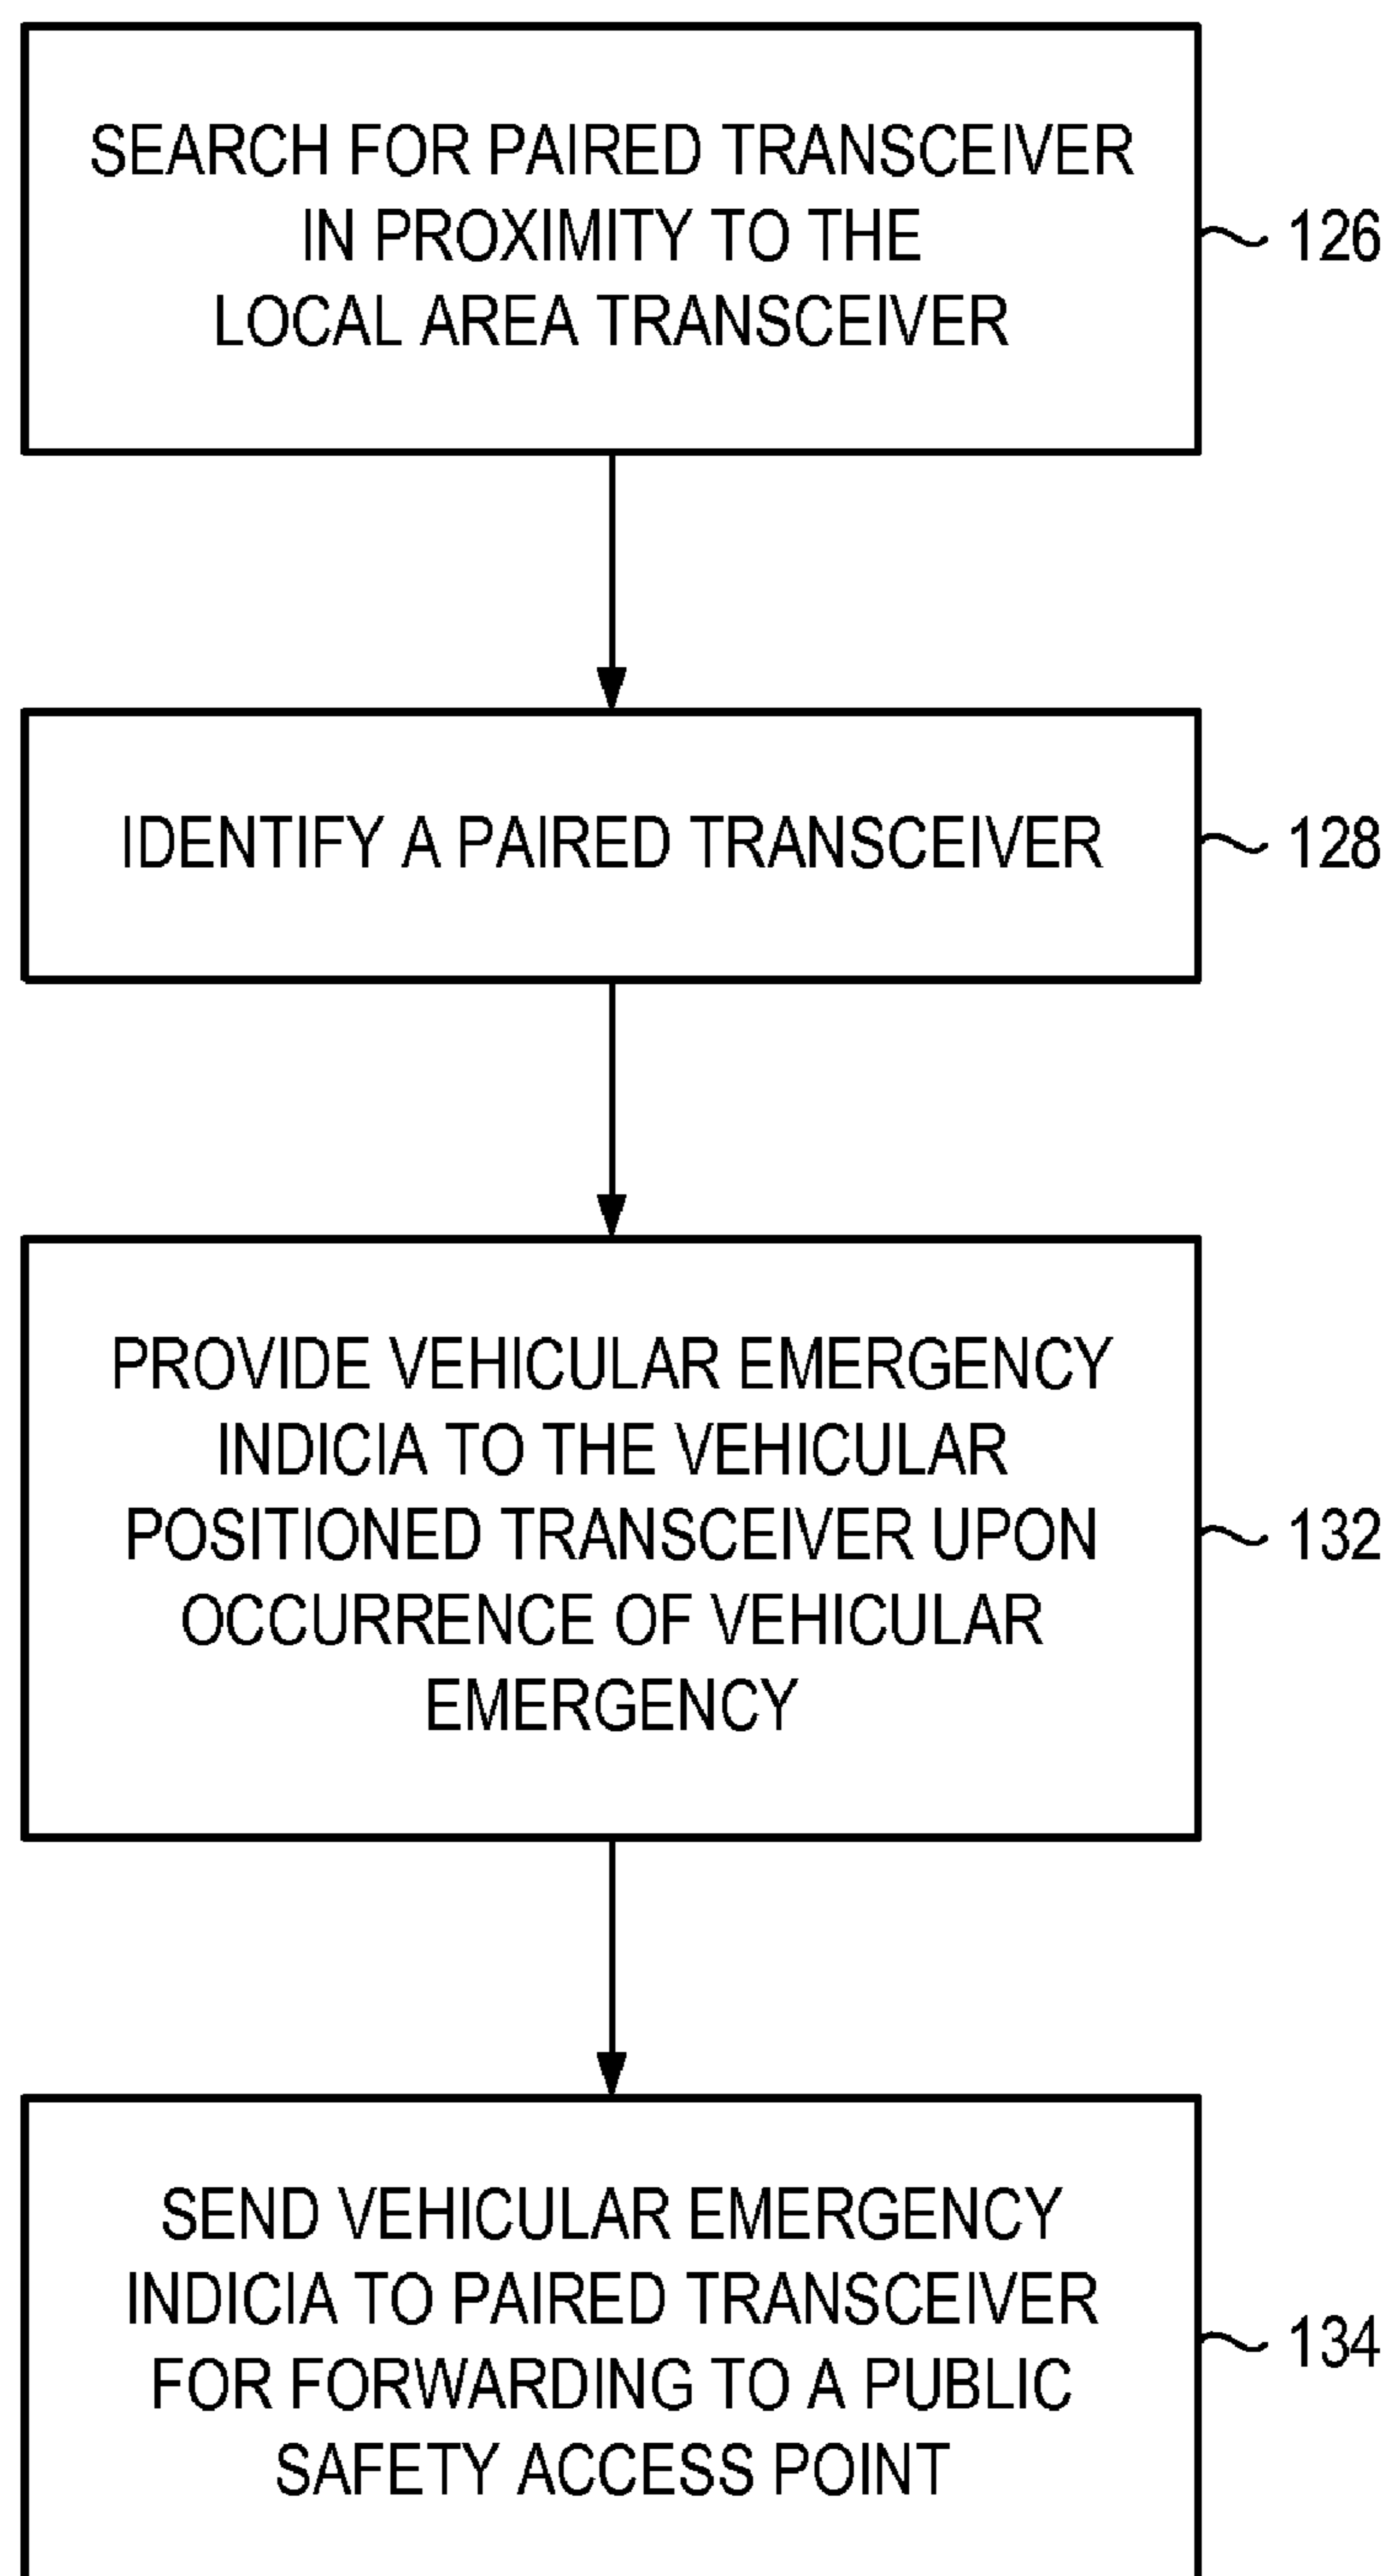 SEARCH FOR PAIRED TRANSCEIVER
IN PROXIMITY TO THE
LOCAL AREA TRANSCEIVER
126
IDENTIFY A PAIRED TRANSCEIVER
128
PROVIDE VEHICULAR EMERGENCY
INDICIA TO THE VEHICULAR
POSITIONED TRANSCEIVER UPON
OCCURRENCE OF VEHICULAR
EMERGENCY
132
SEND VEHICULAR EMERGENCY
INDICIA TO PAIRED TRANSCEIVER
FOR FORWARDING TO A PUBLIC
SAFETY ACCESS POINT
134